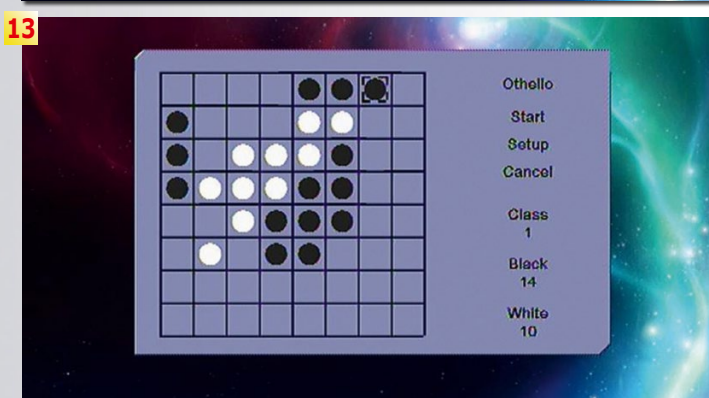 13
Othello
Start
Setup
Cancel
Class
1
Black
14
White
10